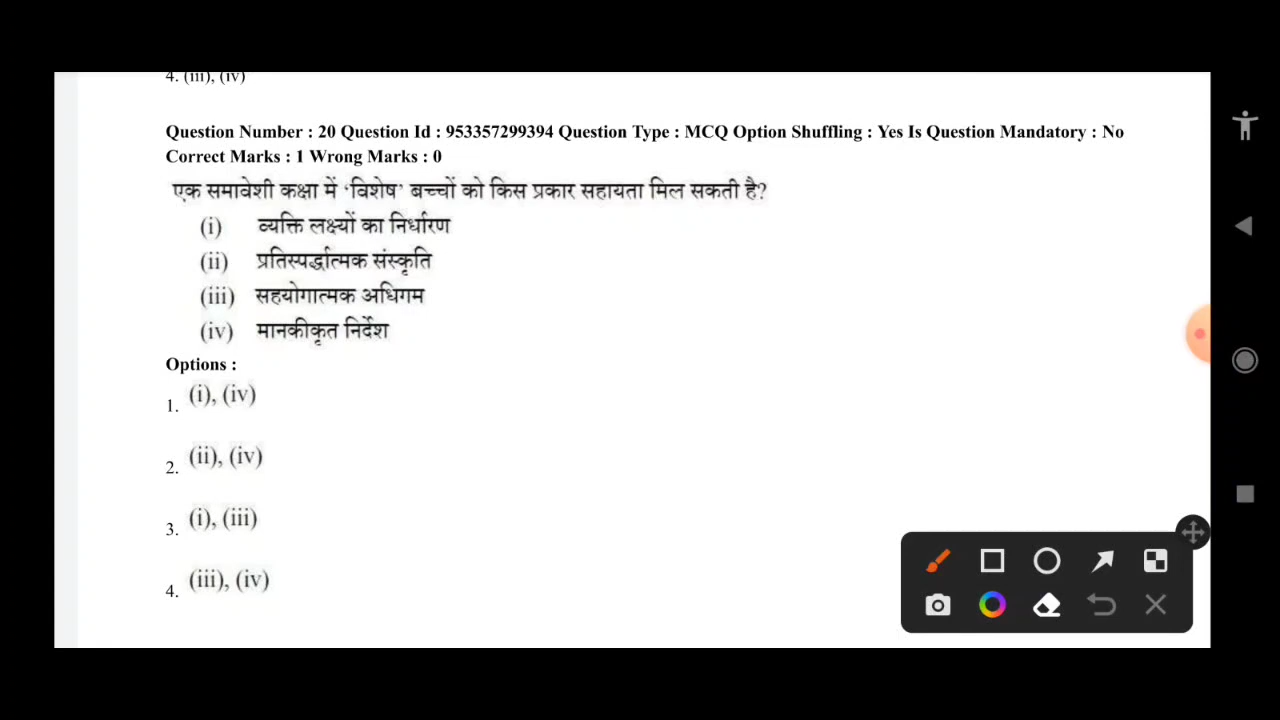 4. (iii), (iv)
Question Number : 20 Question Id : 953357299394 Question Type : MCQ Option Shuffling : Yes Is Question Mandatory : No
Correct Marks : 1 Wrong Marks : 0
एक समावेशी कक्षा में 'विशेष' बच्चों को किस प्रकार सहायता मिल सकती है?
(i) व्यक्ति लक्ष्यों का निर्धारण
(ii) प्रतिस्पर्द्धात्मक संस्कृति
(iii) सहयोगात्मक अधिगम
(iv) मानकीकृत निर्देश
Options :
1. (i), (iv)
2. (ii), (iv)
3. (i), (iii)
4. (iii), (iv)